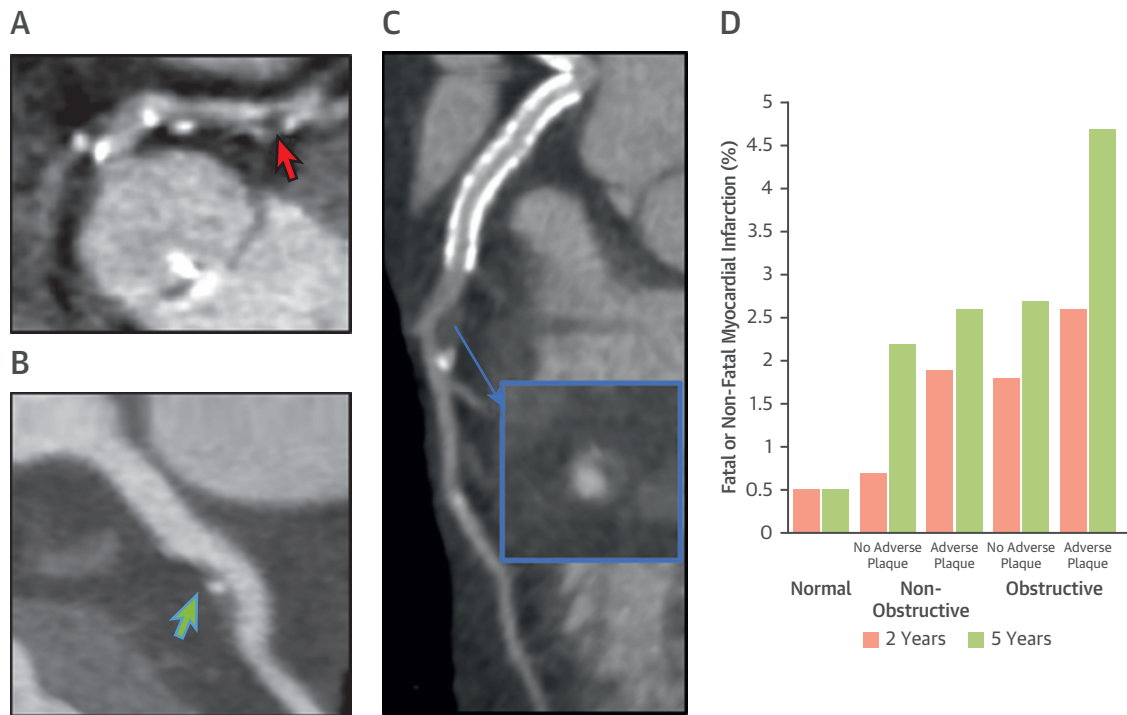 A
B
C
D
Fatal or Non-Fatal Myocardial Infarction (%)
5
4.5
4
3.5
3
2.5
2
1.5
1
0.5
0
No Adverse
Plaque
Adverse
Plaque
No Adverse
Plaque
Adverse
Plaque
Normal
Non-
Obstructive
Obstructive
2 Years
5 Years